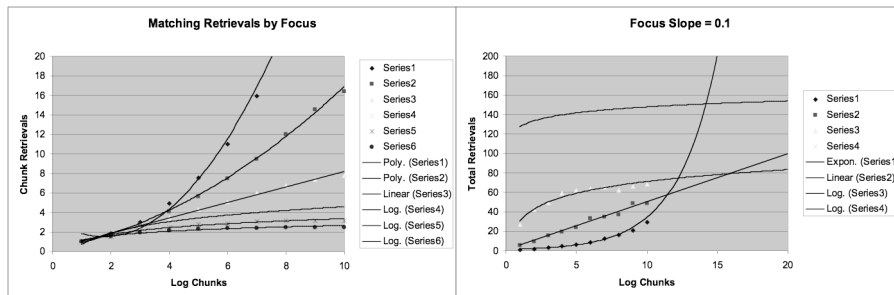 Matching Retrievals by Focus
20
18
16
14
12
10
8
6
4
2
0
0 2 4 6 8 10
Chunk Retrievals
Log Chunks
Series1
Series2
Series3
Series4
Series5
Series6
Poly. (Series1)
Poly. (Series2)
Linear (Series3)
Log. (Series4)
Log. (Series5)
Log. (Series6)
Focus Slope = 0.1
200
180
160
140
120
100
80
60
40
20
0
0 5 10 15 20
Total Retrievals
Log Chunks
Series1
Series2
Series3
Series4
Expon. (Series1
Linear (Series2)
Log. (Series3)
Log. (Series4)